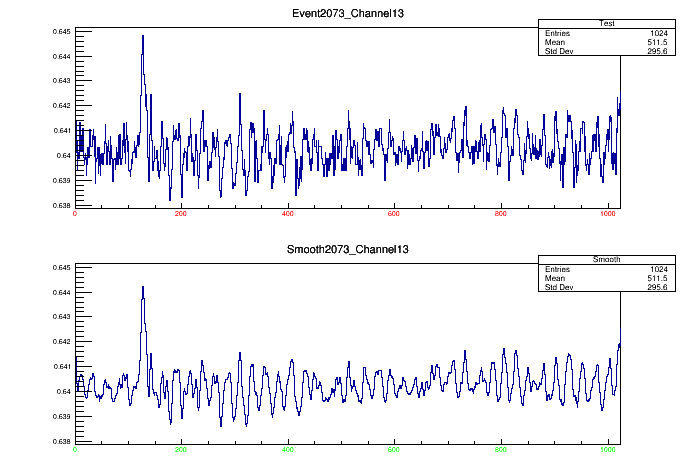 Event2073_Channel13
Test
Entries 1024
Mean 511.5
Std Dev 295.6
0.645
0.644
0.643
0.642
0.641
0.64
0.639
0.638
0 200 400 600 800 1000
Smooth2073_Channel13
Smooth
Entries 1024
Mean 511.5
Std Dev 295.6
0.645
0.644
0.643
0.642
0.641
0.64
0.639
0.638
0 200 400 600 800 1000